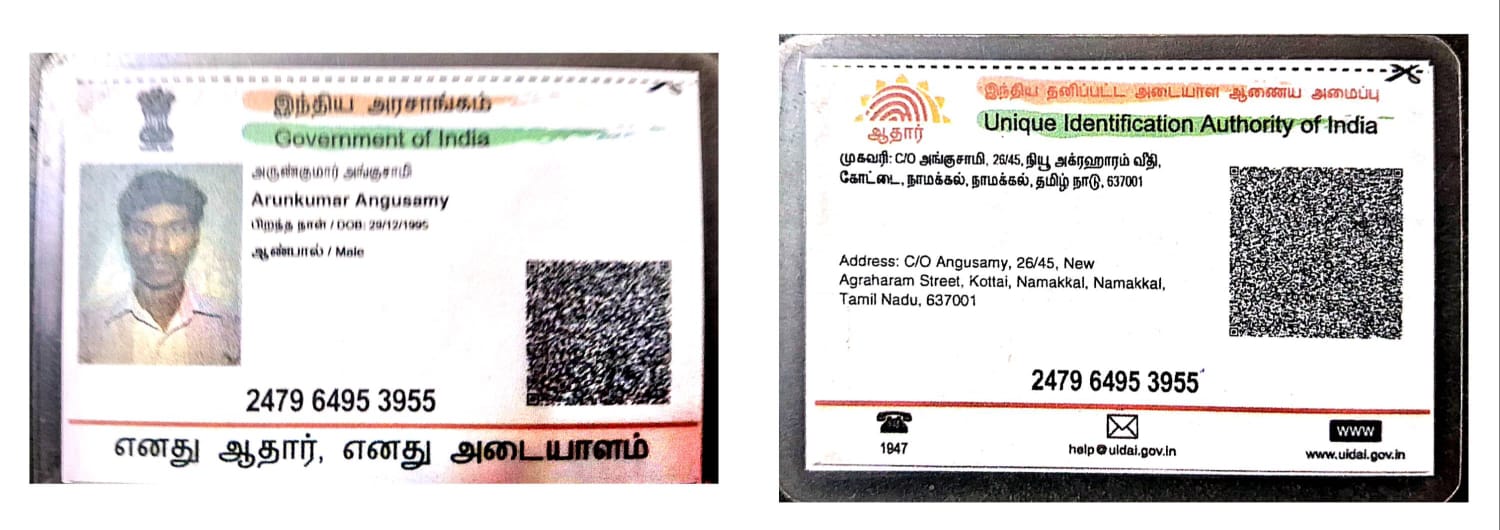 இந்திய அரசாங்கம்
Government of India
அருண்குமார் அங்குசாமி
Arunkumar Angusamy
பிறந்த நாள் / DOB: 29/12/1995
ஆண்பால் / Male
2479 6495 3955
எனது ஆதார், எனது அடையாளம்
இந்திய தனிப்பட்ட அடையாள ஆணைய அமைப்பு
Unique Identification Authority of India
ஆதார்
முகவரி: C/O அங்குசாமி, 26/45, நியூ அக்ரஹாரம் வீதி,
கோட்டை, நாமக்கல், நாமக்கல், தமிழ் நாடு, 637001
Address: C/O Angusamy, 26/45, New
Agraharam Street, Kottai, Namakkal, Namakkal,
Tamil Nadu, 637001
2479 6495 3955
1947
help@uidai.gov.in
www
www.uidai.gov.in